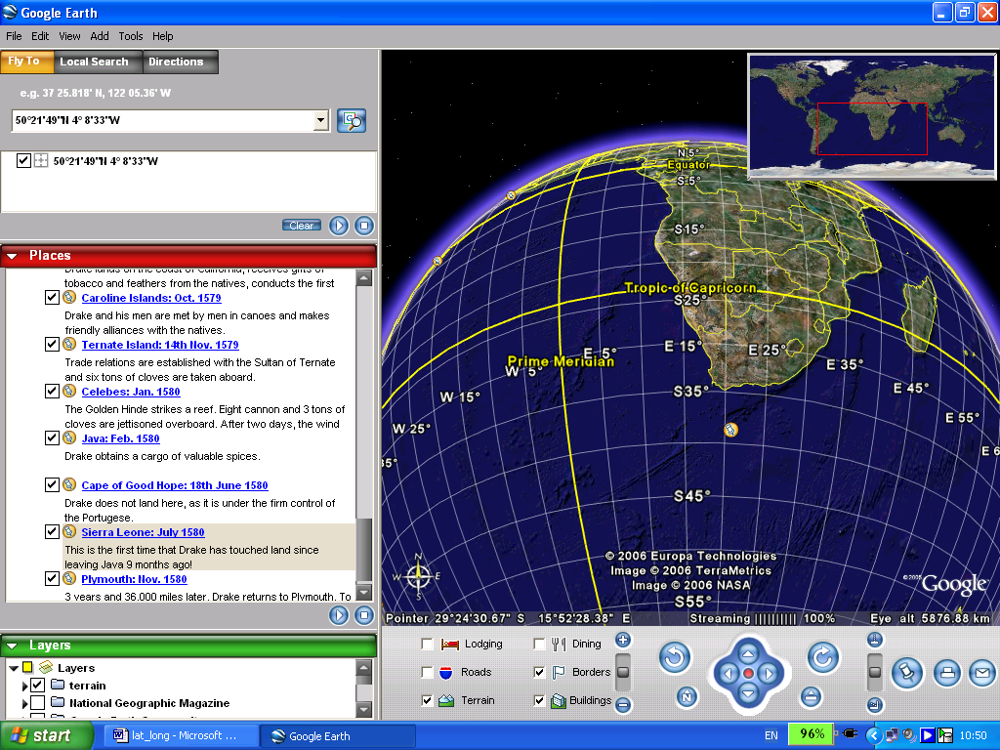 Google Earth
File Edit View Add Tools Help
Fly To Local Search Directions
e.g. 37 25.818' N, 122 05.36' W
50°21'49"N 4° 8'33"W
50°21'49"N 4° 8'33"W
Clear
Places
Drake lands on the coast of California, receives gifts of
tobacco and feathers from the natives, conducts the first
Caroline Islands: Oct. 1579
Drake and his men are met by men in canoes and makes
friendly alliances with the natives.
Ternate Island: 14th Nov. 1579
Trade relations are established with the Sultan of Ternate
and six tons of cloves are taken aboard.
Celebes: Jan. 1580
The Golden Hinde strikes a reef. Eight cannon and 3 tons of
cloves are jettisoned overboard. After two days, the wind
Java: Feb. 1580
Drake obtains a cargo of valuable spices.
Cape of Good Hope: 18th June 1580
Drake does not land here, as it is under the firm control of
the Portugese.
Sierra Leone: July 1580
This is the first time that Drake has touched land since
leaving Java 9 months ago!
Plymouth: Nov. 1580
3 years and 36,000 miles later, Drake returns to Plymouth. To
Layers
Layers
terrain
National Geographic Magazine
N 5°
Equator
S 5°
S15°
Tropic of Capricorn
S25°
E 5°
E 15°
E 25°
Prime Meridian
W 5°
E 35°
W 15°
S35°
E 45°
W 25°
E 55°
35°
E 6
S45°
© 2006 Europa Technologies
Image © 2006 TerraMetrics
Image © 2006 NASA
S55°
N
W E
S
© 2005 Google
Pointer 29°24'30.67" S 15°52'28.38" E Streaming |||||||||| 100% Eye alt 5876.88 km
Lodging Dining
Roads Borders
Terrain Buildings
N
start lat_long - Microsoft ... Google Earth EN 96% 10:50